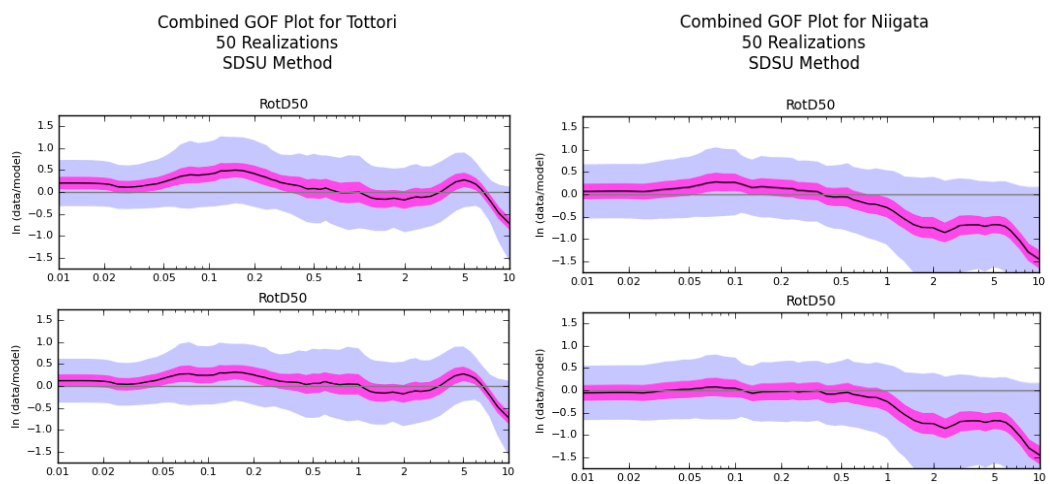 Combined GOF Plot for Tottori
50 Realizations
SDSU Method
RotD50
ln (data/model)
1.5
1.0
0.5
0.0
−0.5
−1.0
−1.5
0.01 0.02 0.05 0.1 0.2 0.5 1 2 5 10
RotD50
ln (data/model)
1.5
1.0
0.5
0.0
−0.5
−1.0
−1.5
0.01 0.02 0.05 0.1 0.2 0.5 1 2 5 10
Combined GOF Plot for Niigata
50 Realizations
SDSU Method
RotD50
ln (data/model)
1.5
1.0
0.5
0.0
−0.5
−1.0
−1.5
0.01 0.02 0.05 0.1 0.2 0.5 1 2 5 10
RotD50
ln (data/model)
1.5
1.0
0.5
0.0
−0.5
−1.0
−1.5
0.01 0.02 0.05 0.1 0.2 0.5 1 2 5 10